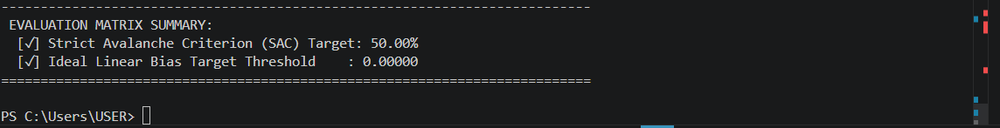 ---------------------------------------------------------------------------
EVALUATION MATRIX SUMMARY:
[✓] Strict Avalanche Criterion (SAC) Target: 50.00%
[✓] Ideal Linear Bias Target Threshold    : 0.00000
===========================================================================
PS C:\Users\USER>